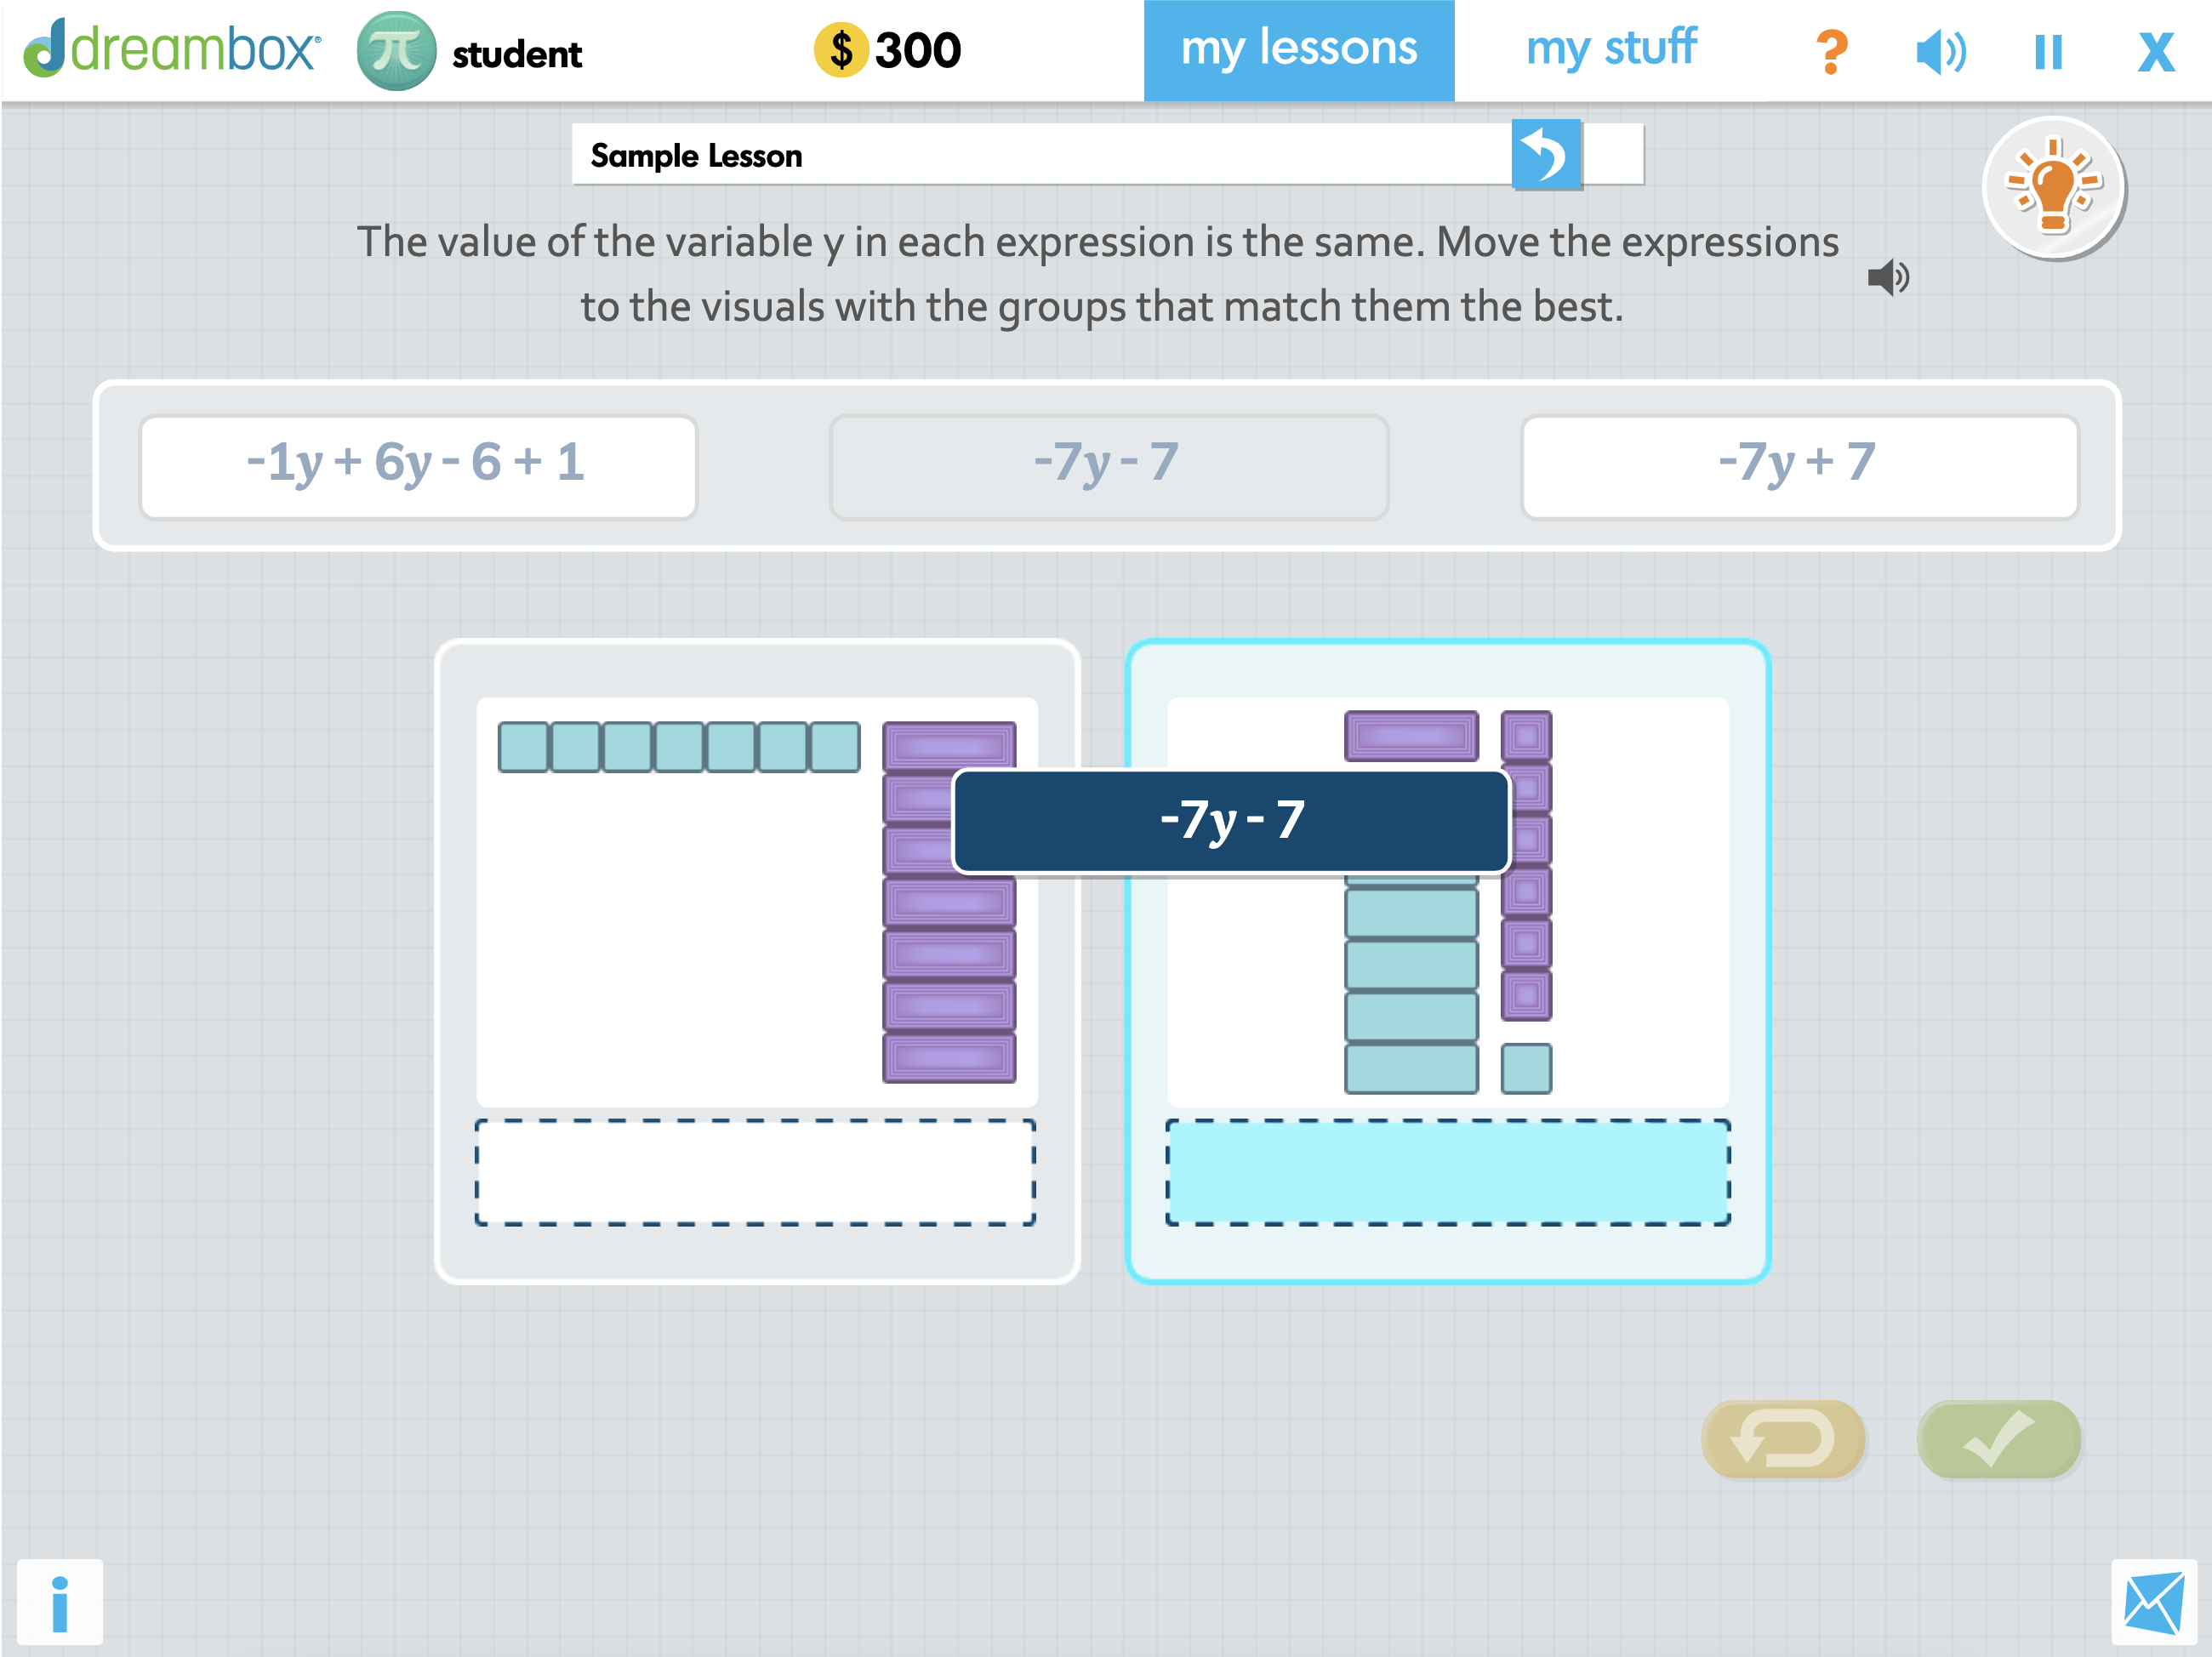 dreambox®
student
$ 300
my lessons
my stuff
?
X
Sample Lesson
The value of the variable y in each expression is the same. Move the expressions
to the visuals with the groups that match them the best.
-1y + 6y - 6 + 1
-7y - 7
-7y + 7
-7y - 7
i